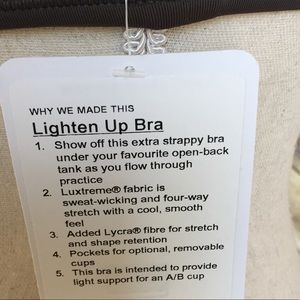 WHY WE MADE THIS
Lighten Up Bra
1. Show off this extra strappy bra
under your favourite open-back
tank as you flow through
practice
2. Luxtreme® fabric is
sweat-wicking and four-way
stretch with a cool, smooth
feel
3. Added Lycra® fibre for stretch
and shape retention
4. Pockets for optional, removable
cups
5. This bra is intended to provide
light support for an A/B cup